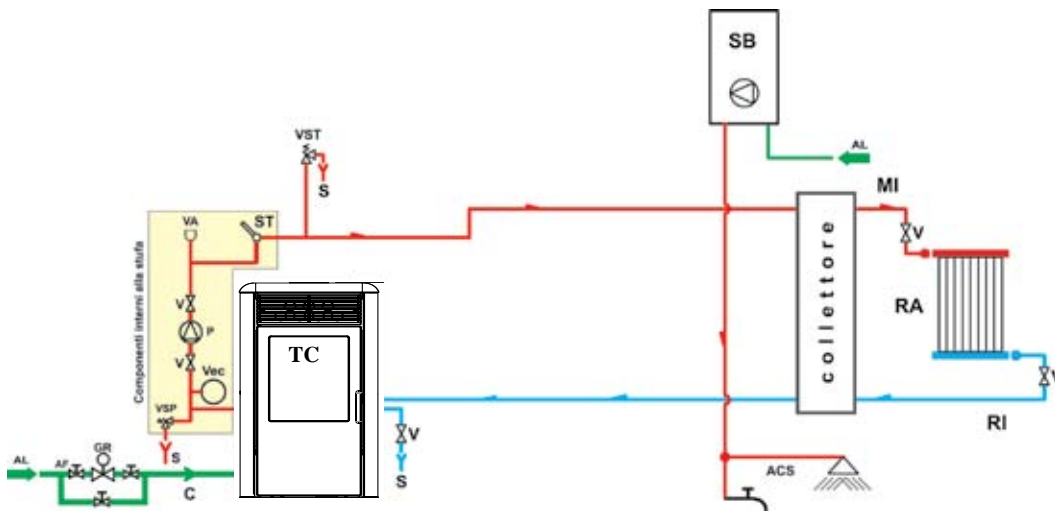 SB
AL
VST
S
MI
VA
ST
V
Componenti interni alla stufa
collettore
V
P
RA
TC
V
Vec
V
VSP
RI
S
V
GR
AL
AF
C
S
ACS